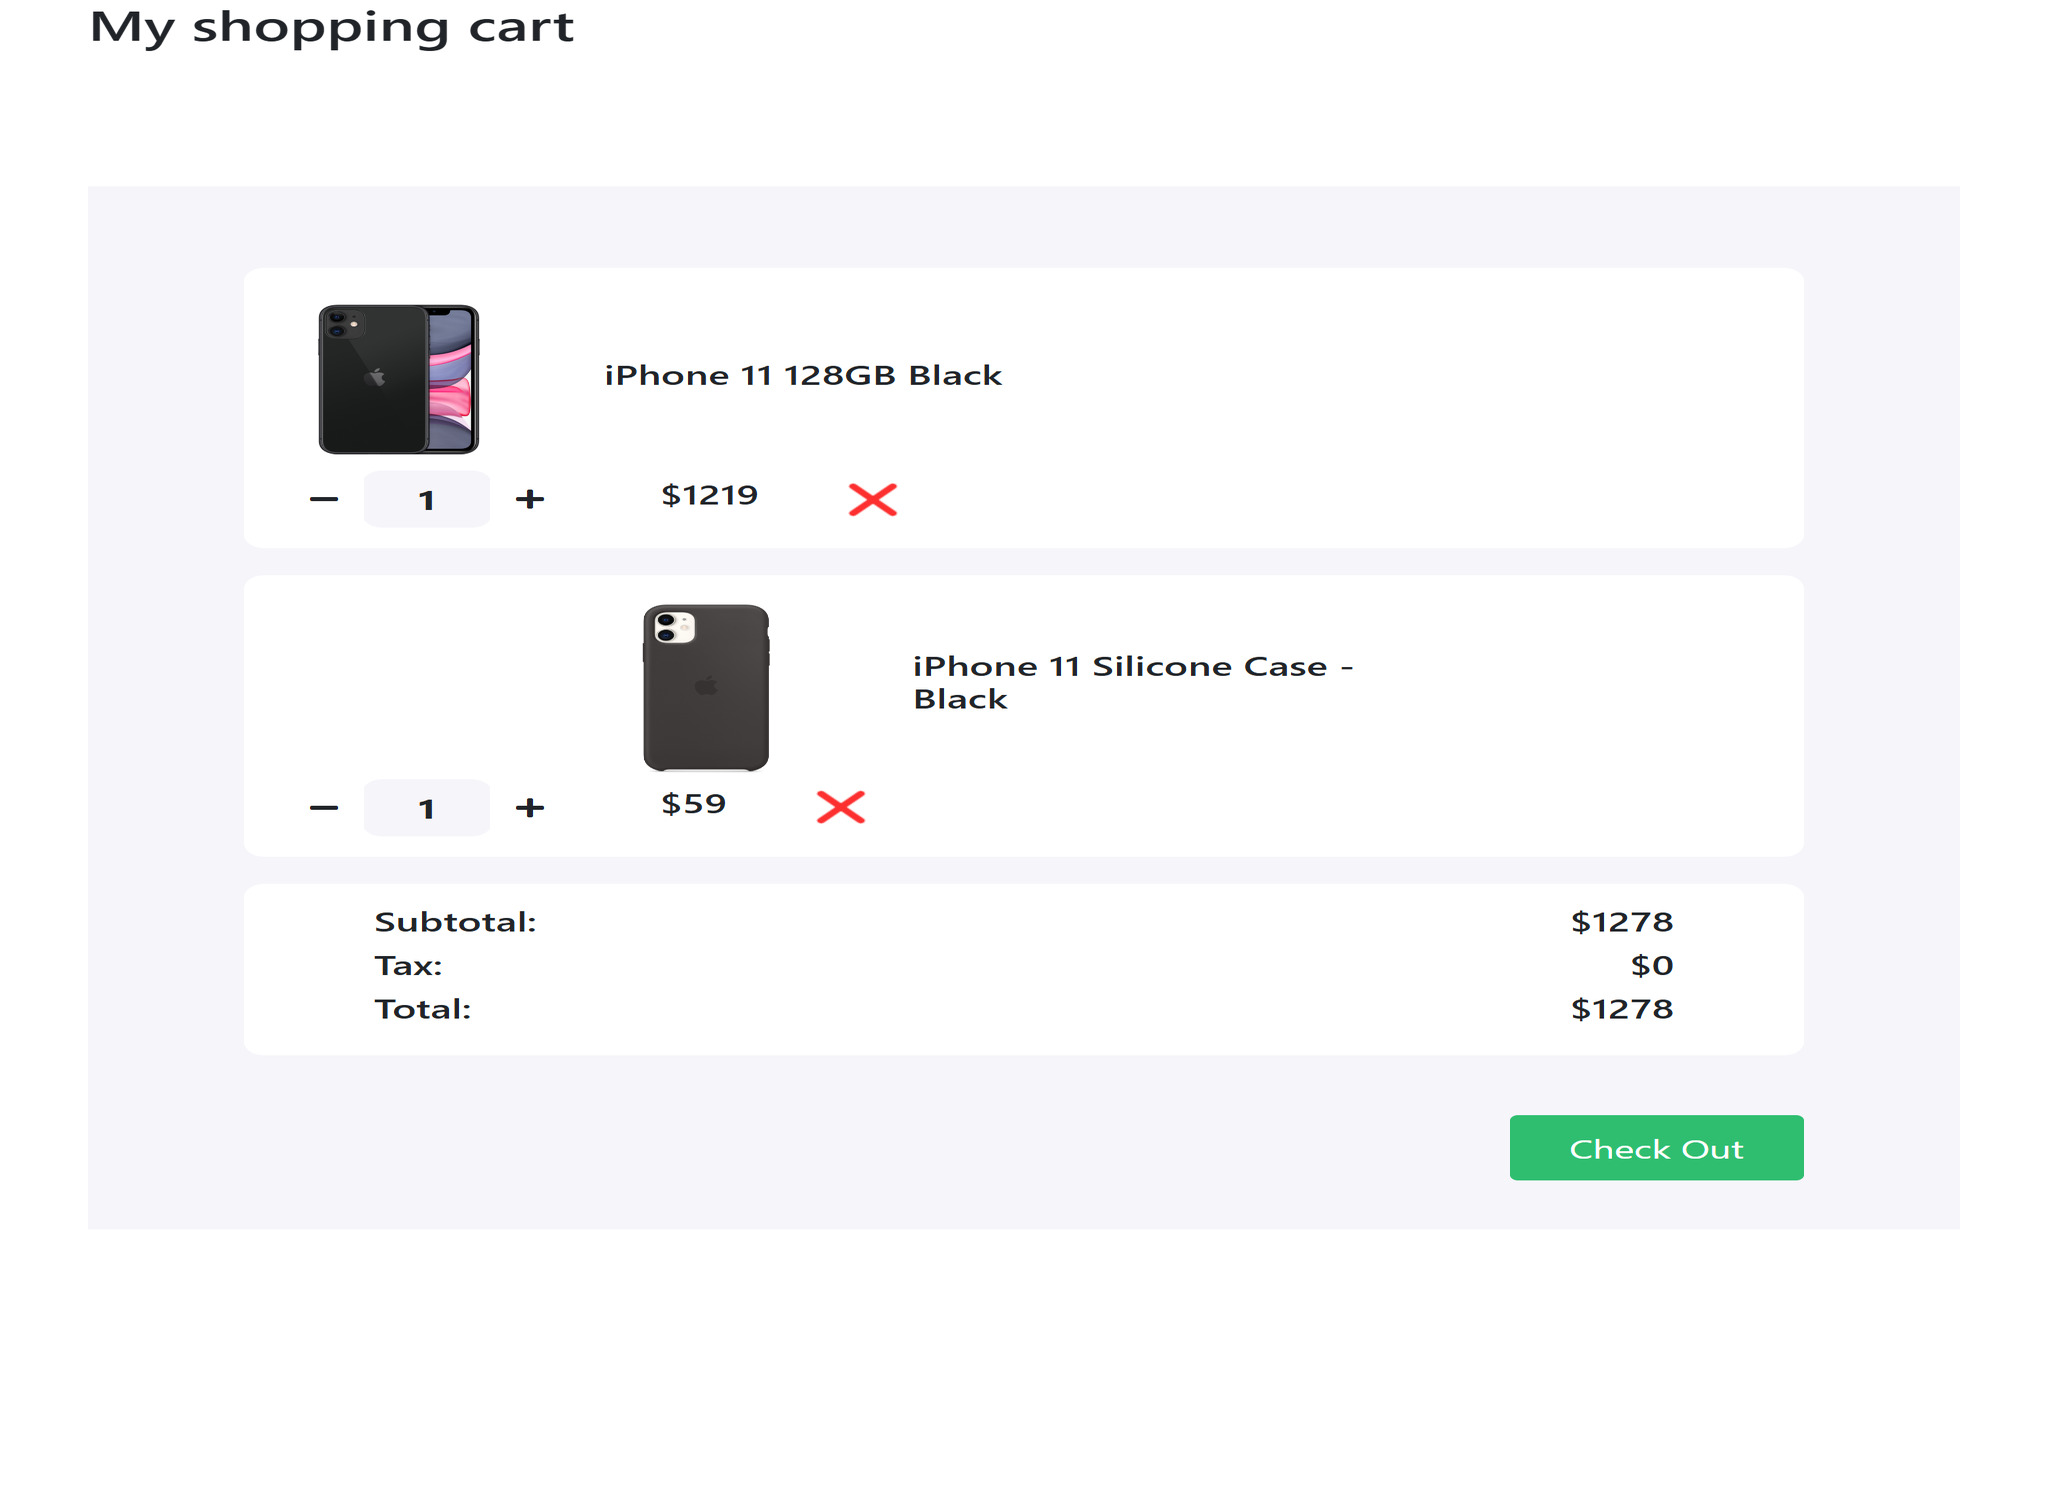 My shopping cart
iPhone 11 128GB Black
− 1 + $1219
iPhone 11 Silicone Case -
Black
− 1 + $59
Subtotal: $1278
Tax: $0
Total: $1278
Check Out